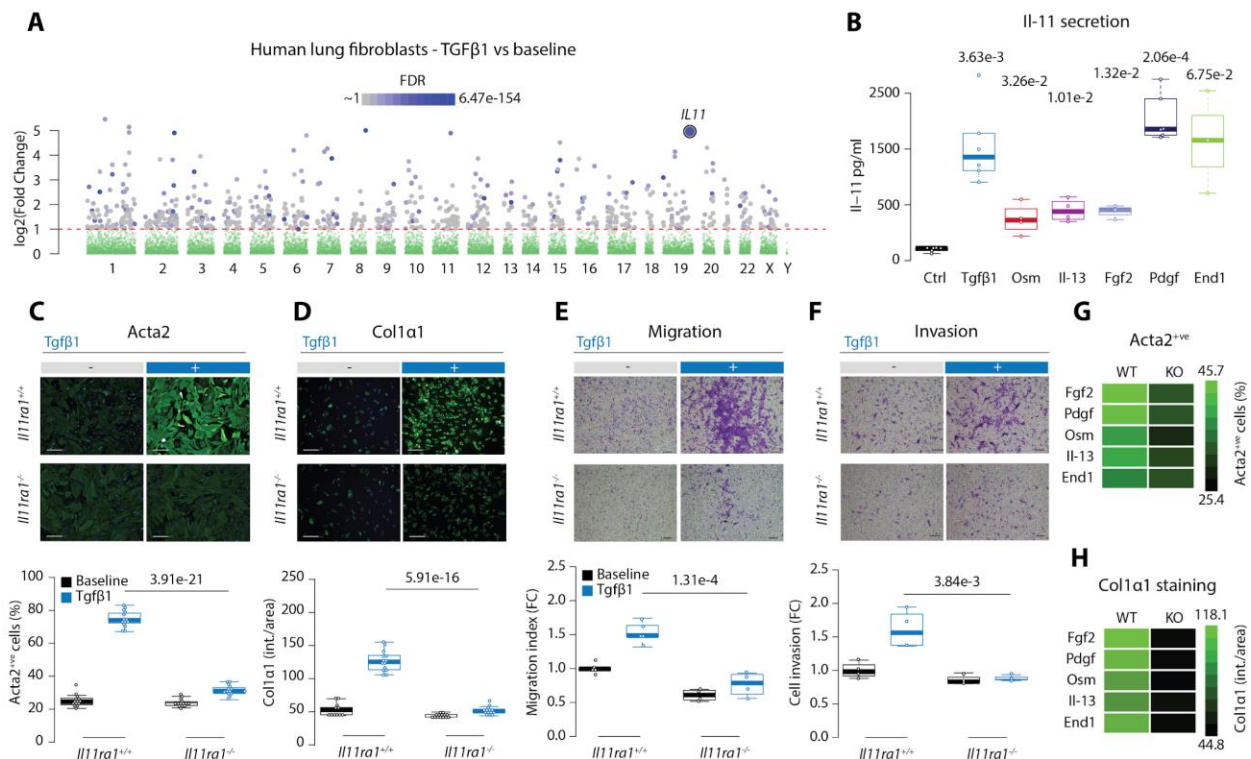 A
Human lung fibroblasts - TGFβ1 vs baseline
FDR
~1
6.47e-154
IL11
log2(Fold Change)
5
4
3
2
1
0
1 2 3 4 5 6 7 8 9 10 11 12 13 14 15 16 17 18 19 20 22 X Y
B
Il-11 secretion
3.63e-3
3.26e-2
1.01e-2
1.32e-2
2.06e-4
6.75e-2
Il−11 pg/ml
2500
1500
500
0
Ctrl Tgfβ1 Osm Il-13 Fgf2 Pdgf End1
C
Acta2
Tgfβ1
- +
Il11ra1+/+
Il11ra1-/-
Baseline
Tgfβ1
3.91e-21
Acta2+ve cells (%)
100
80
60
40
20
0
Il11ra1+/+ Il11ra1-/-
D
Col1α1
Tgfβ1
- +
Il11ra1+/+
Il11ra1-/-
5.91e-16
Col1α1 (int./area)
250
200
150
100
50
0
Il11ra1+/+ Il11ra1-/-
E
Migration
Tgfβ1
- +
Il11ra1+/+
Il11ra1-/-
Baseline
Tgfβ1
1.31e-4
Migration index (FC)
2.5
2.0
1.5
1.0
0.5
0.0
Il11ra1+/+ Il11ra1-/-
F
Invasion
Tgfβ1
- +
Il11ra1+/+
Il11ra1-/-
3.84e-3
Cell invasion (FC)
2.5
2.0
1.5
1.0
0.5
0.0
Il11ra1+/+ Il11ra1-/-
G
Acta2+ve
WT KO
Fgf2
Pdgf
Osm
Il-13
End1
45.7
25.4
Acta2+ve cells (%)
H
Col1α1 staining
WT KO
Fgf2
Pdgf
Osm
Il-13
End1
118.1
44.8
Col1α1 (int./area)